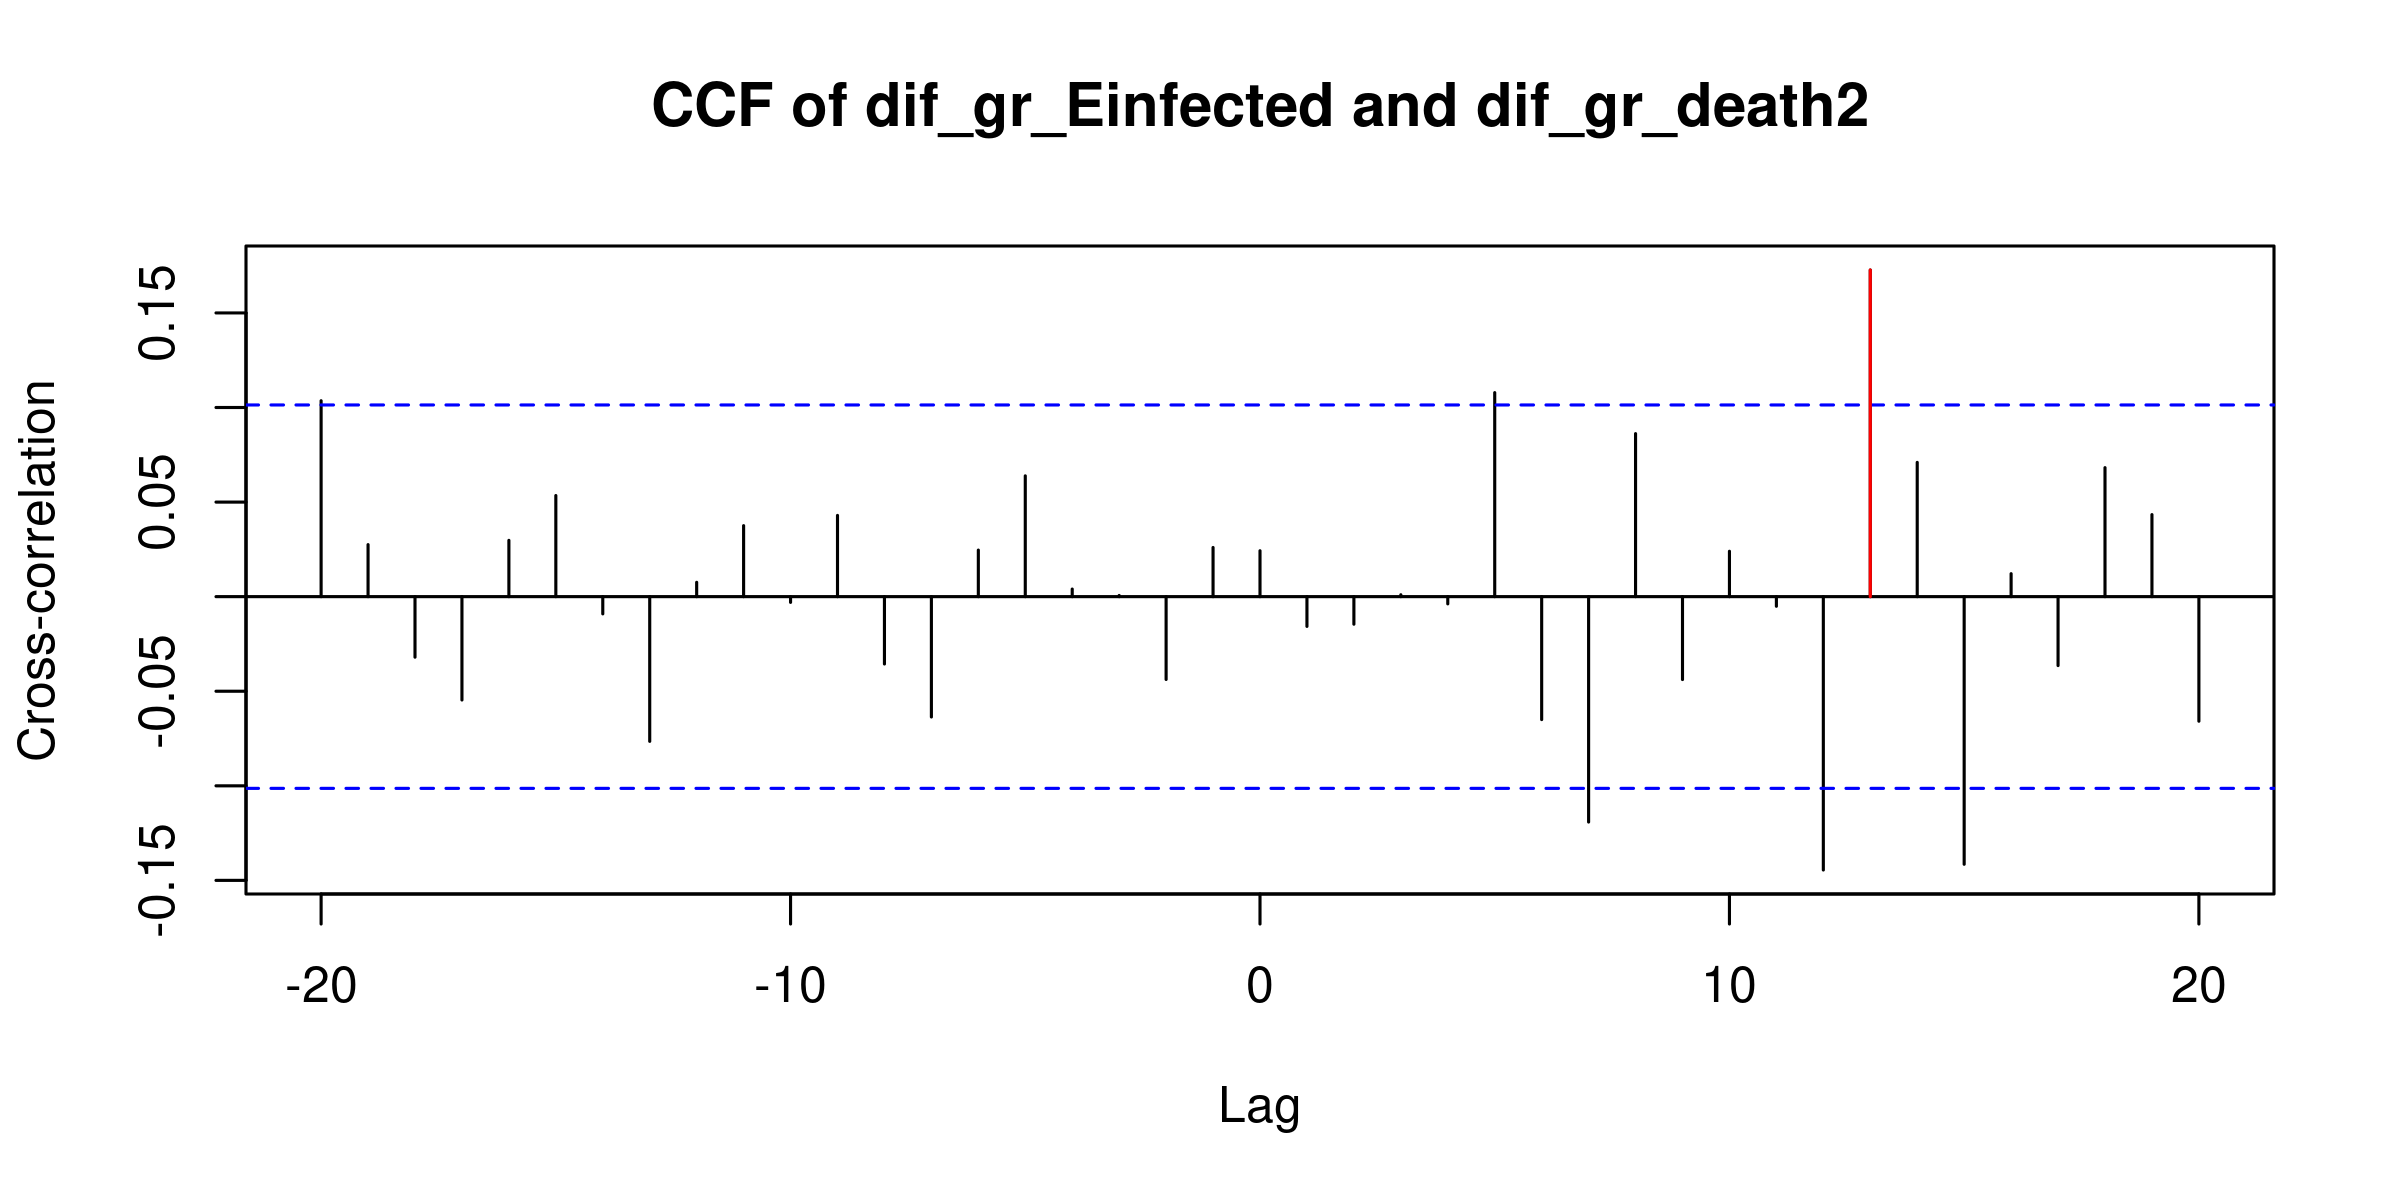 CCF of dif_gr_Einfected and dif_gr_death2
Cross-correlation
0.15
0.05
-0.05
-0.15
-20 -10 0 10 20
Lag